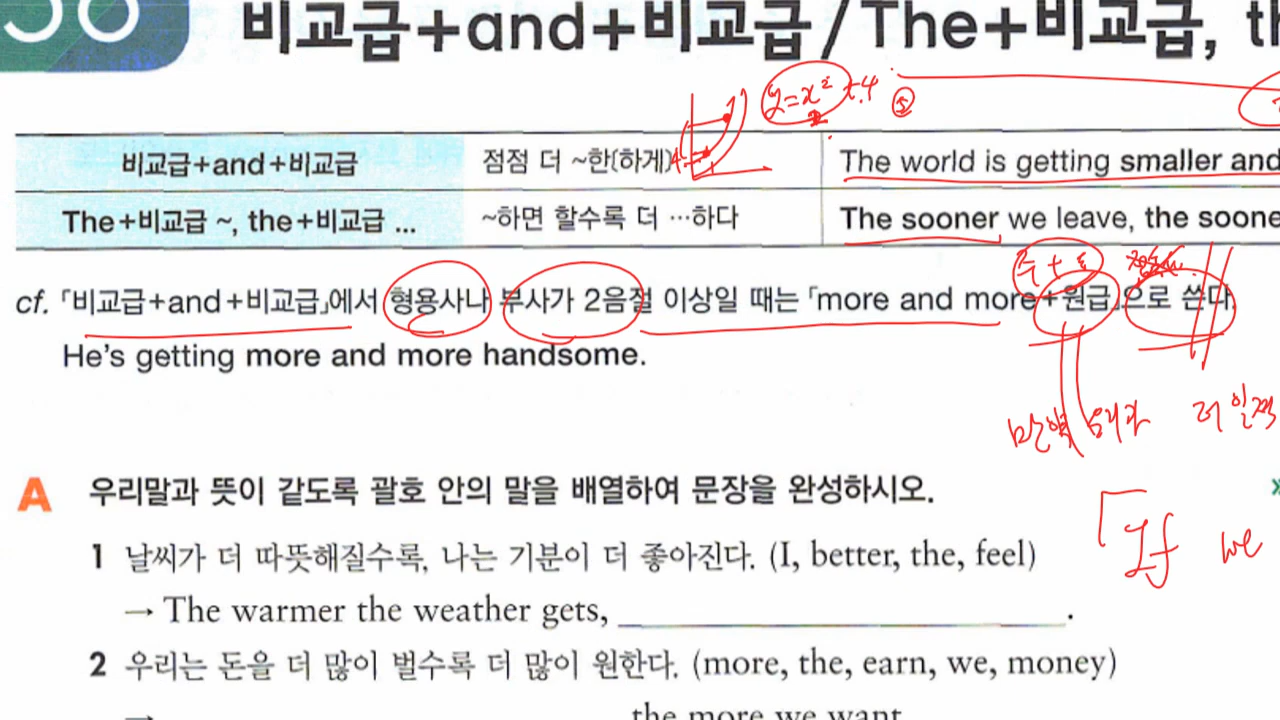 비교급+and+비교급/The+비교급, th
y=x² +4 ⑤
비교급+and+비교급 점점 더 ~한(하게) The world is getting smaller and
The+비교급 ~, the+비교급 ... ~하면 할수록 더 …하다 The sooner we leave, the soone
cf. 「비교급+and+비교급」에서 형용사나 부사가 2음절 이상일 때는 「more and more+원급」으로 쓴다.
He's getting more and more handsome.
더 일찍
A 우리말과 뜻이 같도록 괄호 안의 말을 배열하여 문장을 완성하시오.
If we
1 날씨가 더 따뜻해질수록, 나는 기분이 더 좋아진다. (I, better, the, feel)
→ The warmer the weather gets, ____________.
2 우리는 돈을 더 많이 벌수록 더 많이 원한다. (more, the, earn, we, money)
→ ____________ the more we want